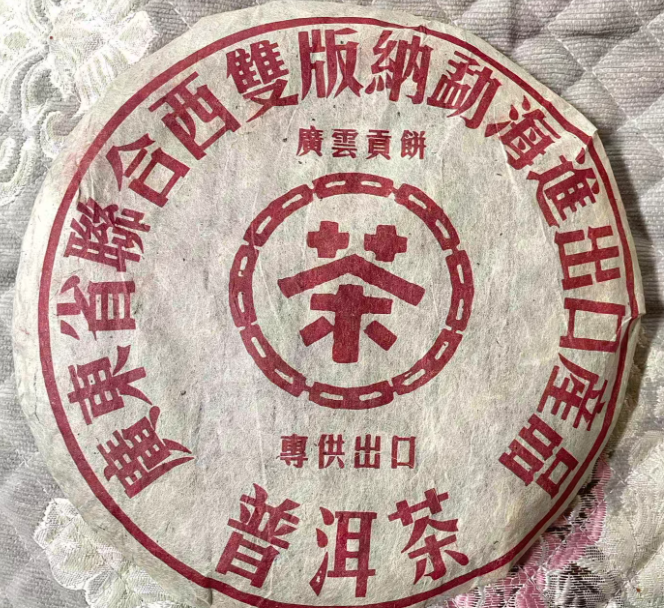 廣東省聯合西雙版納勐海進出口產品
廣雲貢餅
茶
專供出口
普洱茶